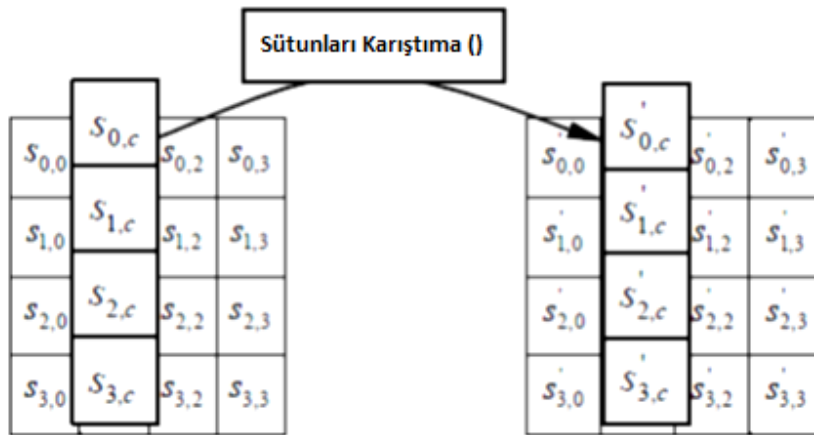 Sütunları Karıştıma ()
S0,c S'0,c
s0,0 s0,2 s0,3 s'0,0 s'0,2 s'0,3
S1,c S'1,c
s1,0 s1,2 s1,3 s'1,0 s'1,2 s'1,3
S2,c S'2,c
s2,0 s2,2 s2,3 s'2,0 s'2,2 s'2,3
S3,c S'3,c
s3,0 s3,2 s3,3 s'3,0 s'3,2 s'3,3